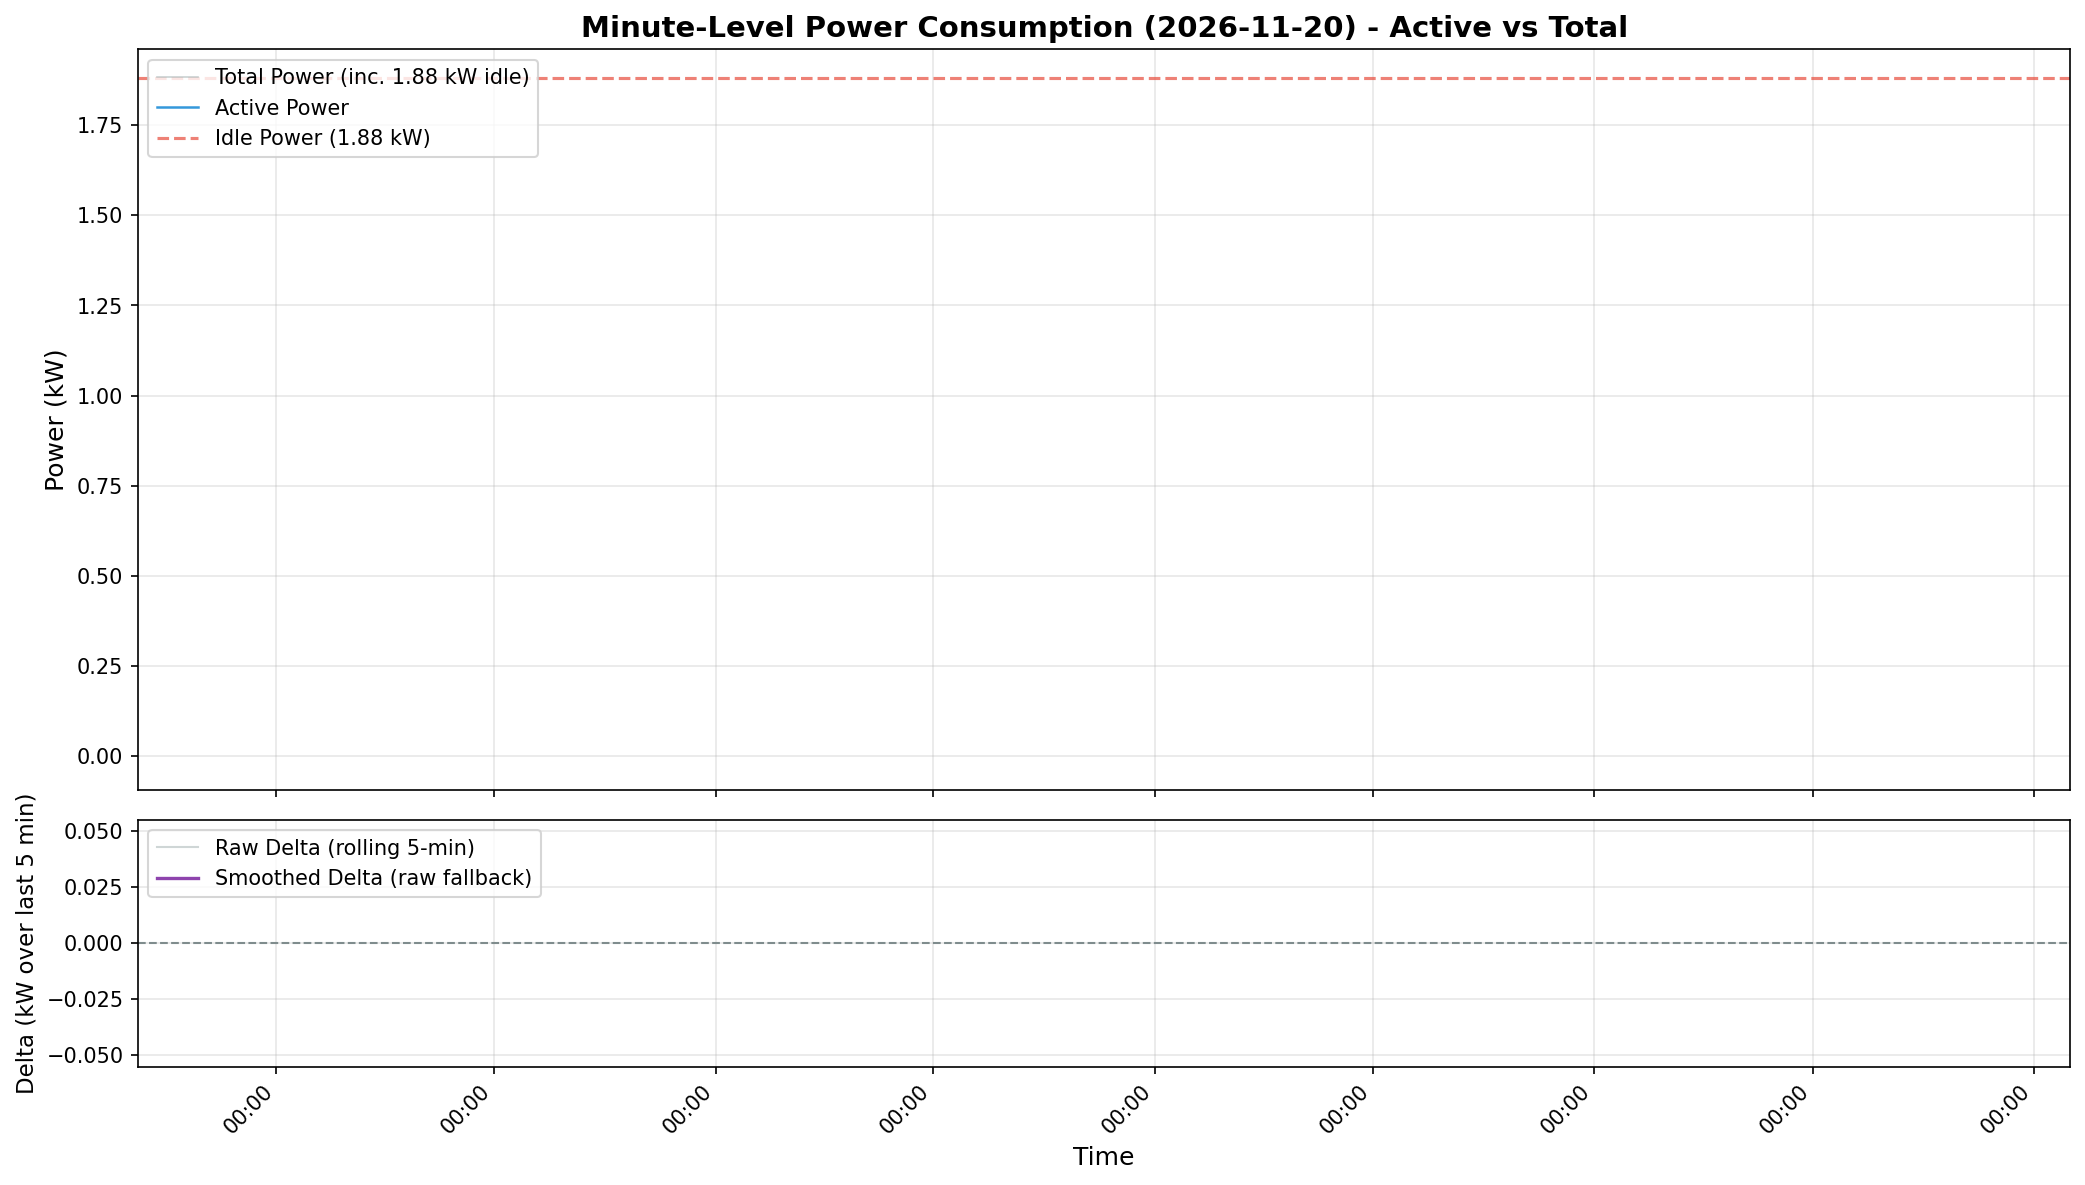 Minute-Level Power Consumption (2026-11-20) - Active vs Total
Total Power (inc. 1.88 kW idle)
Active Power
Idle Power (1.88 kW)
Power (kW)
1.75
1.50
1.25
1.00
0.75
0.50
0.25
0.00
Raw Delta (rolling 5-min)
Smoothed Delta (raw fallback)
Delta (kW over last 5 min)
0.050
0.025
0.000
−0.025
−0.050
00:00
00:00
00:00
00:00
00:00
00:00
00:00
00:00
00:00
Time